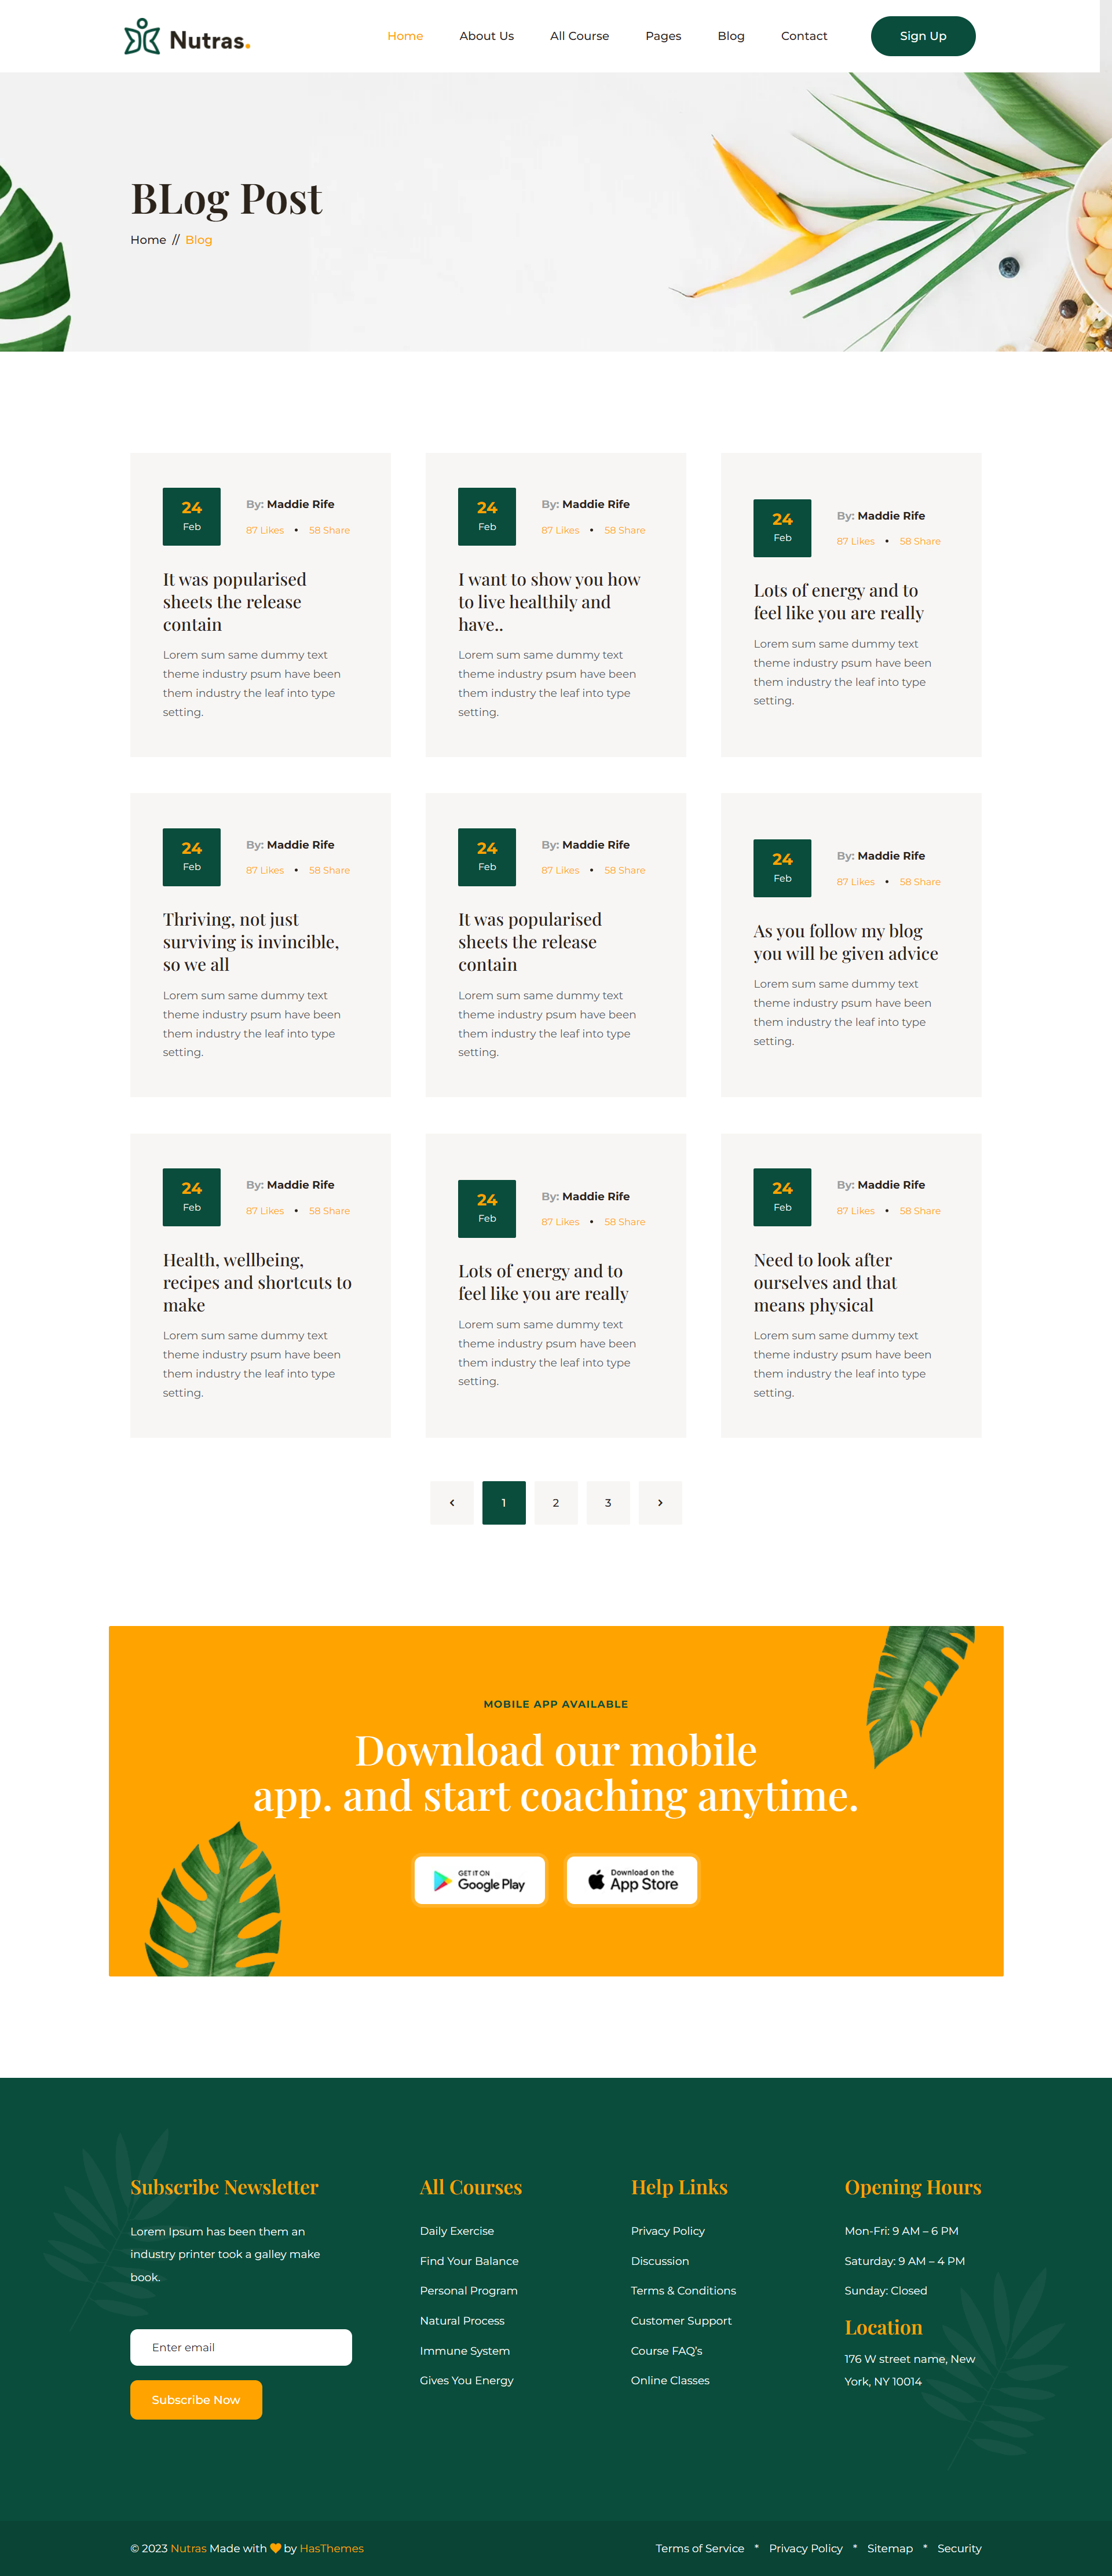 Nutras.
Home About Us All Course Pages Blog Contact Sign Up
BLog Post
Home // Blog
24
Feb
By: Maddie Rife
87 Likes • 58 Share
It was popularised
sheets the release
contain
Lorem sum same dummy text
theme industry psum have been
them industry the leaf into type
setting.
24
Feb
By: Maddie Rife
87 Likes • 58 Share
I want to show you how
to live healthily and
have..
Lorem sum same dummy text
theme industry psum have been
them industry the leaf into type
setting.
24
Feb
By: Maddie Rife
87 Likes • 58 Share
Lots of energy and to
feel like you are really
Lorem sum same dummy text
theme industry psum have been
them industry the leaf into type
setting.
24
Feb
By: Maddie Rife
87 Likes • 58 Share
Thriving, not just
surviving is invincible,
so we all
Lorem sum same dummy text
theme industry psum have been
them industry the leaf into type
setting.
24
Feb
By: Maddie Rife
87 Likes • 58 Share
It was popularised
sheets the release
contain
Lorem sum same dummy text
theme industry psum have been
them industry the leaf into type
setting.
24
Feb
By: Maddie Rife
87 Likes • 58 Share
As you follow my blog
you will be given advice
Lorem sum same dummy text
theme industry psum have been
them industry the leaf into type
setting.
24
Feb
By: Maddie Rife
87 Likes • 58 Share
Health, wellbeing,
recipes and shortcuts to
make
Lorem sum same dummy text
theme industry psum have been
them industry the leaf into type
setting.
24
Feb
By: Maddie Rife
87 Likes • 58 Share
Lots of energy and to
feel like you are really
Lorem sum same dummy text
theme industry psum have been
them industry the leaf into type
setting.
24
Feb
By: Maddie Rife
87 Likes • 58 Share
Need to look after
ourselves and that
means physical
Lorem sum same dummy text
theme industry psum have been
them industry the leaf into type
setting.
1 2 3
MOBILE APP AVAILABLE
Download our mobile
app. and start coaching anytime.
GET IT ON
Google Play
Download on the
App Store
Subscribe Newsletter
Lorem Ipsum has been them an
industry printer took a galley make
book.
Enter email
Subscribe Now
All Courses
Daily Exercise
Find Your Balance
Personal Program
Natural Process
Immune System
Gives You Energy
Help Links
Privacy Policy
Discussion
Terms & Conditions
Customer Support
Course FAQ's
Online Classes
Opening Hours
Mon-Fri: 9 AM – 6 PM
Saturday: 9 AM – 4 PM
Sunday: Closed
Location
176 W street name, New
York, NY 10014
© 2023 Nutras Made with 🧡 by HasThemes
Terms of Service * Privacy Policy * Sitemap * Security